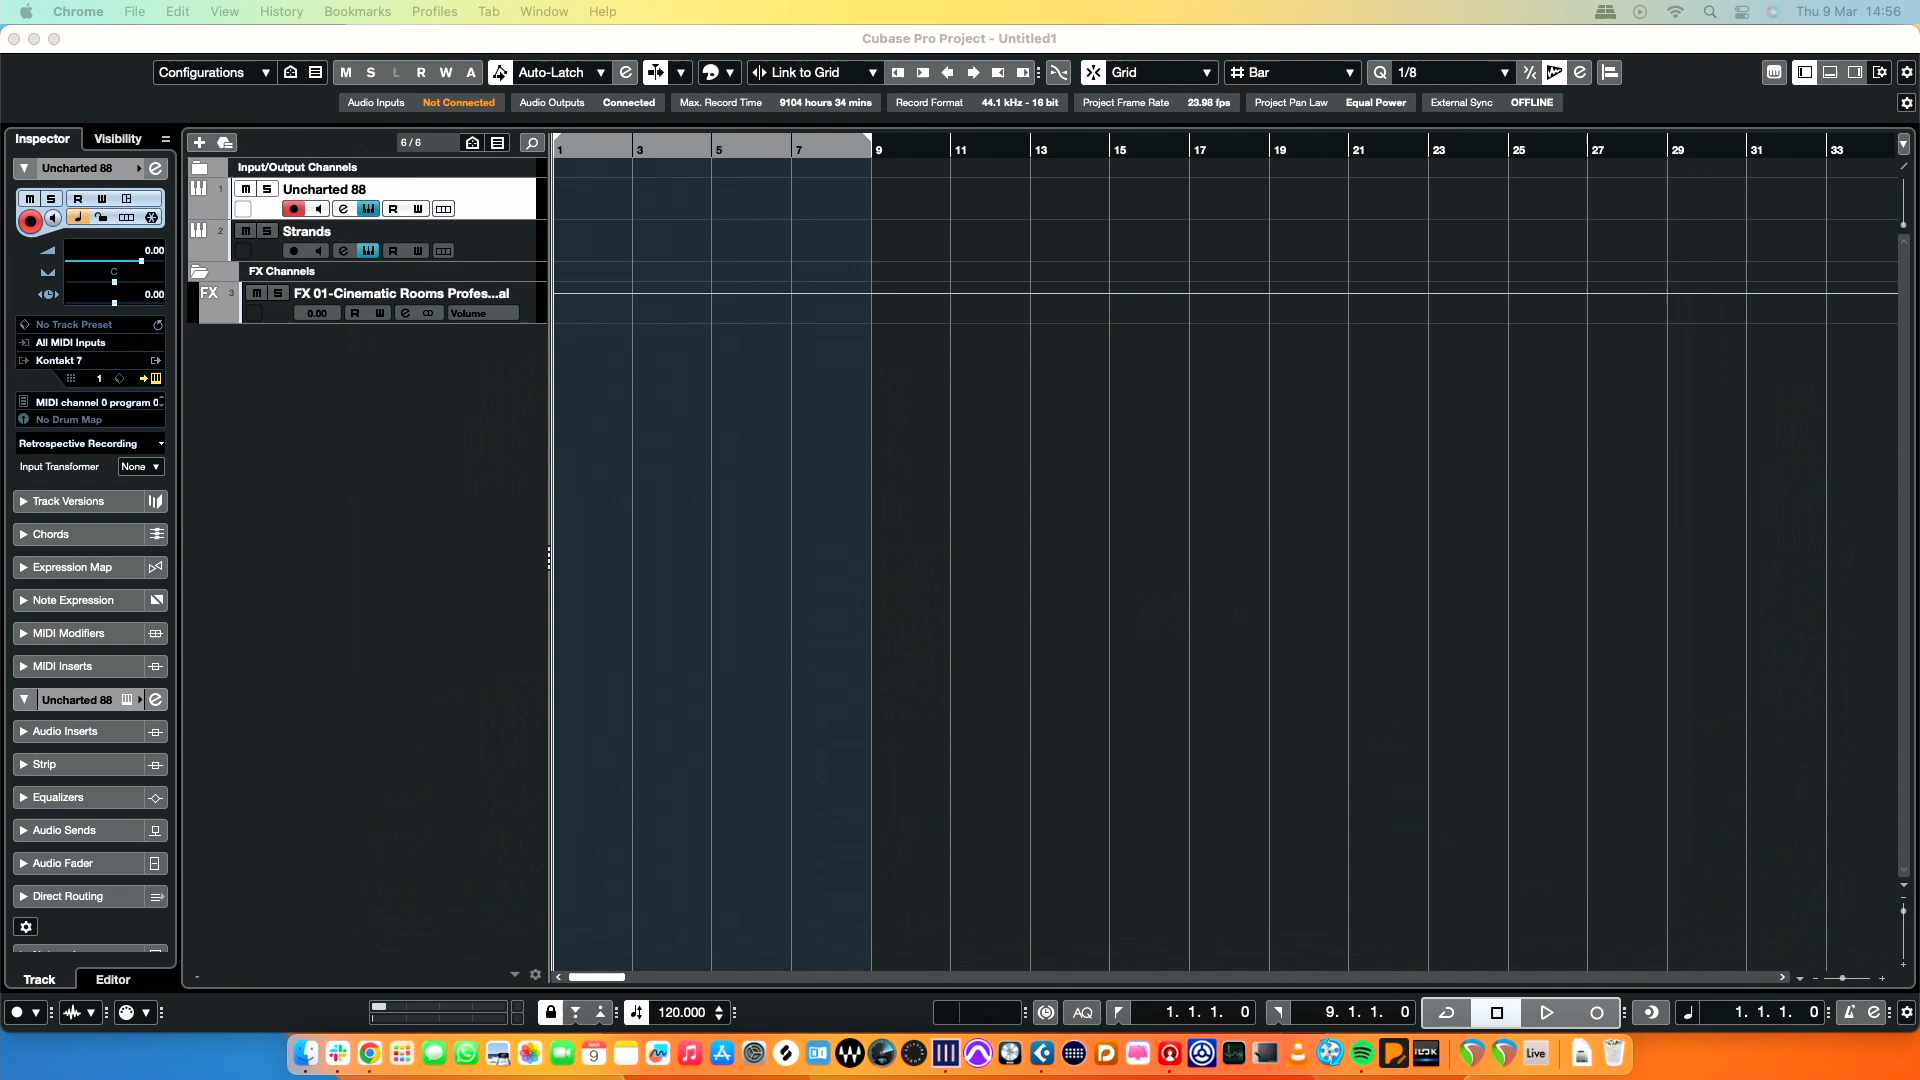 Chrome File Edit View History Bookmarks Profiles Tab Window Help Thu 9 Mar 14:56
Cubase Pro Project - Untitled1
Configurations M S L R W A Auto-Latch Link to Grid Grid Bar 1/8
Audio Inputs Not Connected Audio Outputs Connected Max. Record Time 9104 hours 34 mins Record Format 44.1 kHz - 16 bit Project Frame Rate 23.98 fps Project Pan Law Equal Power External Sync OFFLINE
Inspector Visibility 6/6
1 3 5 7 9 11 13 15 17 19 21 23 25 27 29 31 33
Uncharted 88
M S R W
0.00
C
0.00
No Track Preset
All MIDI Inputs
Kontakt 7
1
MIDI channel 0 program 0
No Drum Map
Retrospective Recording
Input Transformer None
Track Versions
Chords
Expression Map
Note Expression
MIDI Modifiers
MIDI Inserts
Uncharted 88
Audio Inserts
Strip
Equalizers
Audio Sends
Audio Fader
Direct Routing
Track Editor
Input/Output Channels
1 M S Uncharted 88
R W
2 M S Strands
R W
FX Channels
FX 3 M S FX 01-Cinematic Rooms Profes...al
0.00 R W Volume
120.000 AQ 1. 1. 1. 0 9. 1. 1. 0 1. 1. 1. 0
MAR
9
iLOK
Live